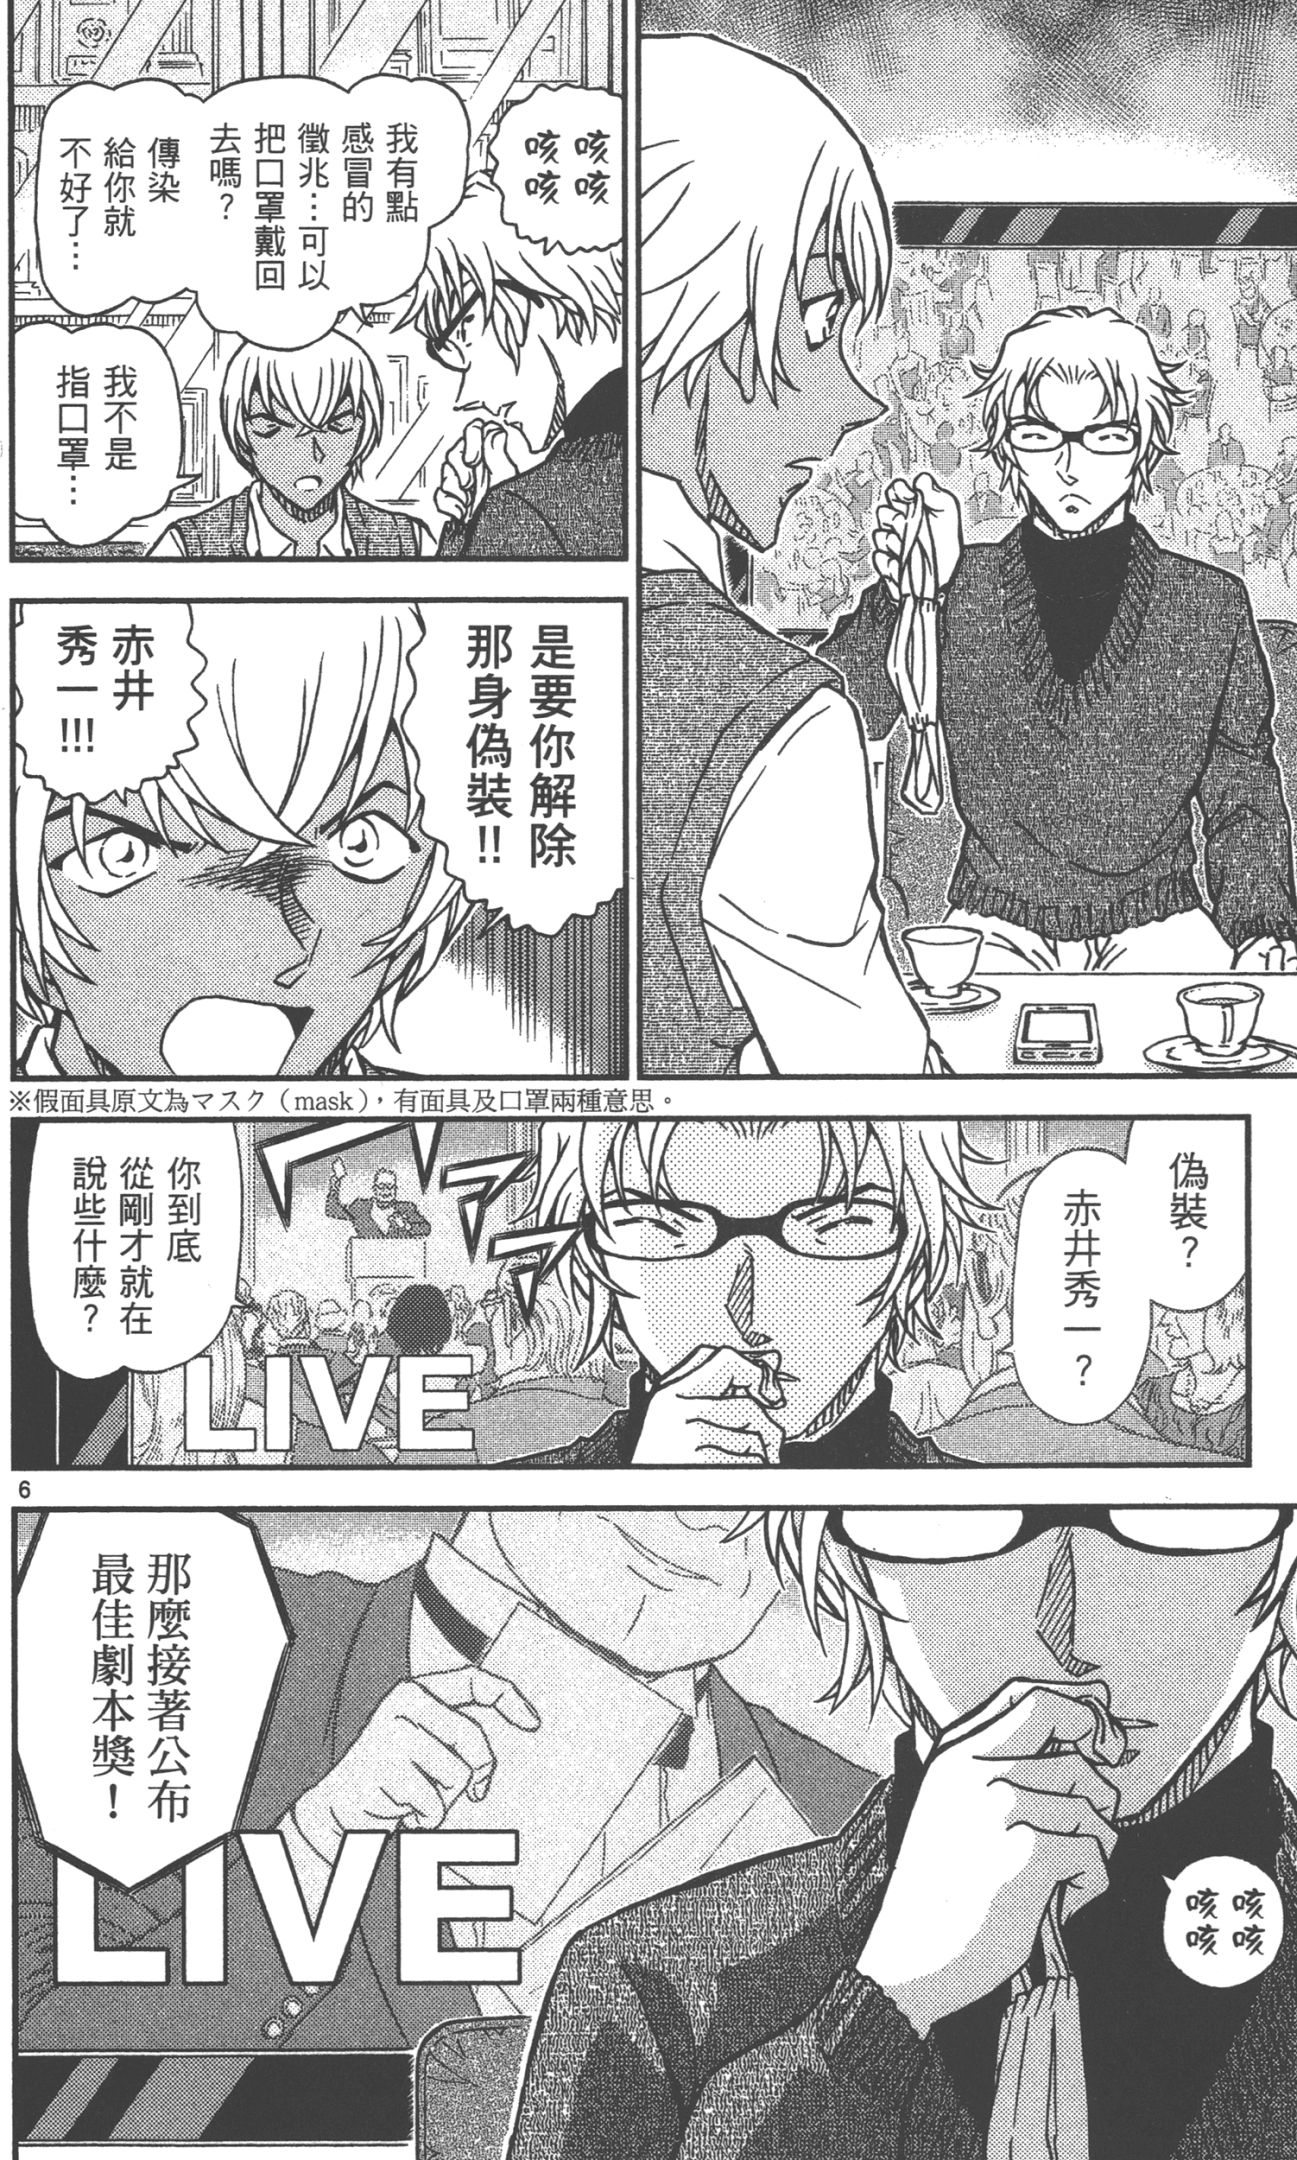 咳咳
咳咳
我有點
感冒的
徵兆…可以
把口罩戴回
去嗎？
傳染
給你就
不好了…
我不是
指口罩…
是要你解除
那身偽裝!!
赤井
秀一!!!
※假面具原文為マスク（mask），有面具及口罩兩種意思。
偽裝？
赤井秀一？
你到底
從剛才就在
說些什麼？
LIVE
6
咳咳
咳咳
那麼接著公布
最佳劇本獎！
LIVE